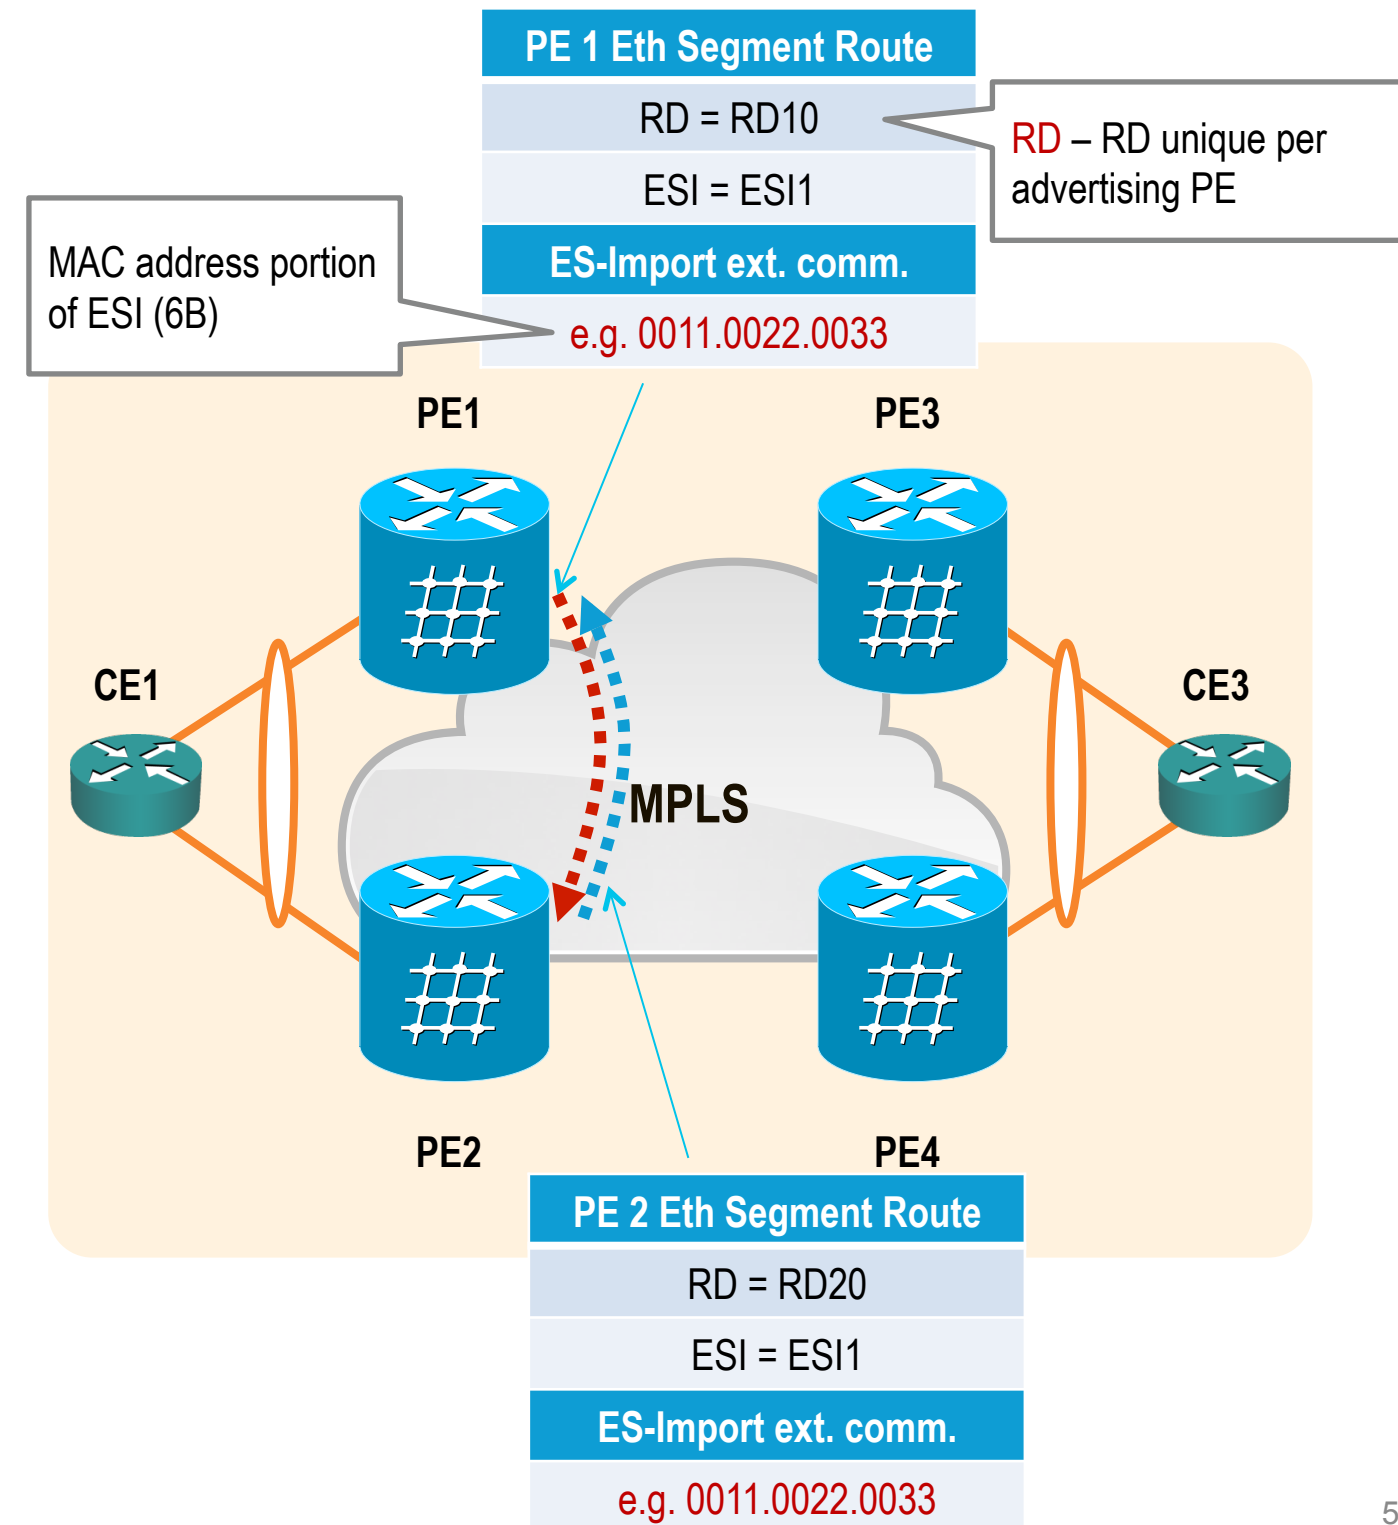 PE 1 Eth Segment Route
RD = RD10
RD – RD unique per
advertising PE
ESI = ESI1
MAC address portion
of ESI (6B)
ES-Import ext. comm.
e.g. 0011.0022.0033
PE1
PE3
CE1
CE3
MPLS
PE2
PE4
PE 2 Eth Segment Route
RD = RD20
ESI = ESI1
ES-Import ext. comm.
e.g. 0011.0022.0033
5